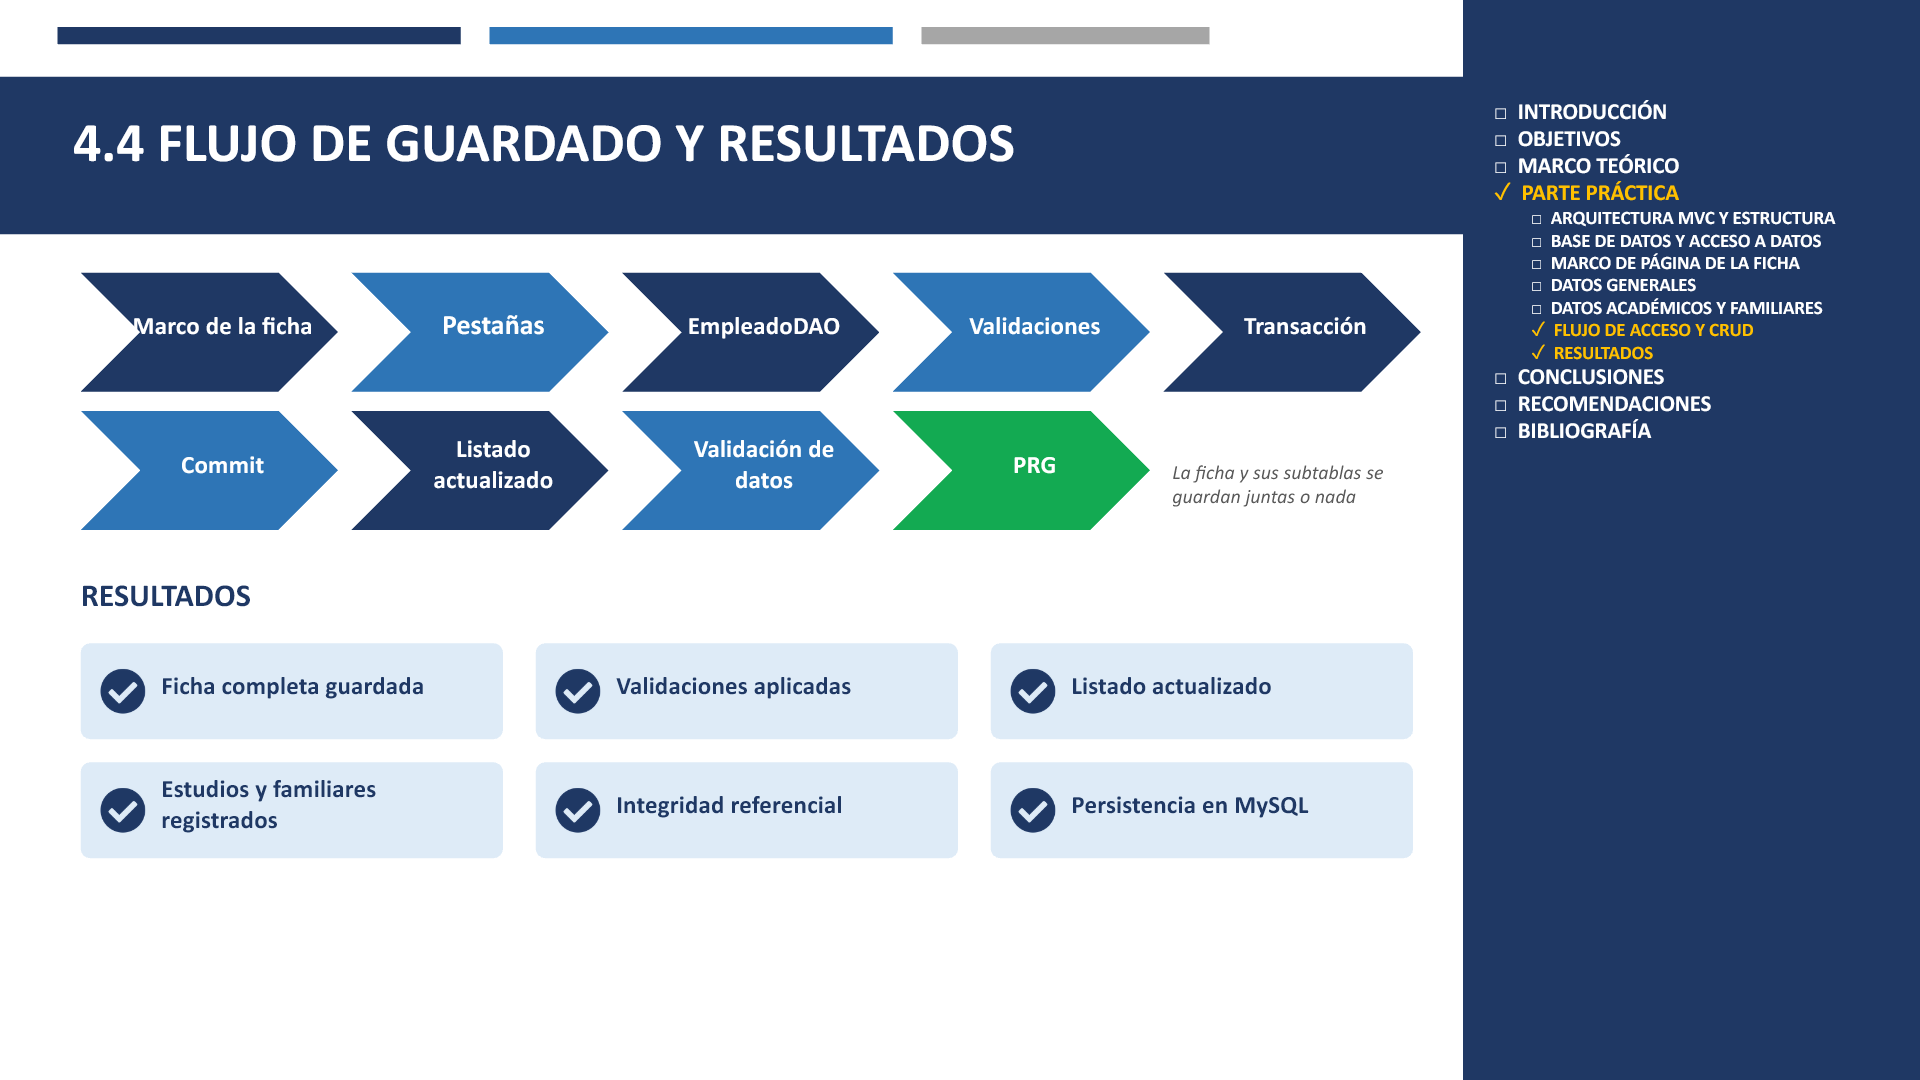 4.4 FLUJO DE GUARDADO Y RESULTADOS
Marco de la ficha
Pestañas
EmpleadoDAO
Validaciones
Transacción
Commit
Listado
actualizado
Validación de
datos
PRG
La ficha y sus subtablas se
guardan juntas o nada
RESULTADOS
Ficha completa guardada
Validaciones aplicadas
Listado actualizado
Estudios y familiares
registrados
Integridad referencial
Persistencia en MySQL
INTRODUCCIÓN
OBJETIVOS
MARCO TEÓRICO
PARTE PRÁCTICA
ARQUITECTURA MVC Y ESTRUCTURA
BASE DE DATOS Y ACCESO A DATOS
MARCO DE PÁGINA DE LA FICHA
DATOS GENERALES
DATOS ACADÉMICOS Y FAMILIARES
FLUJO DE ACCESO Y CRUD
RESULTADOS
CONCLUSIONES
RECOMENDACIONES
BIBLIOGRAFÍA